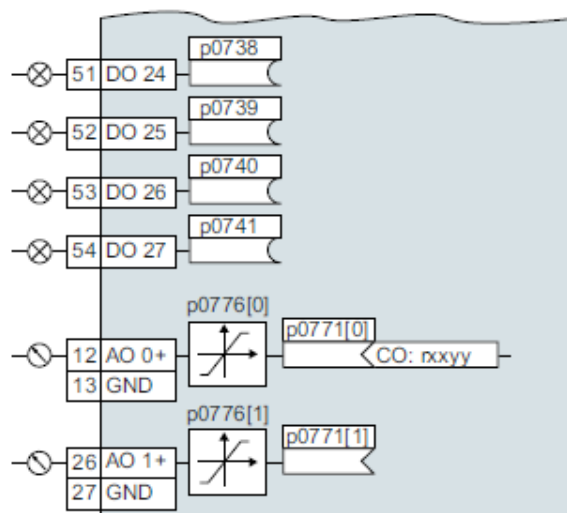 p0738
51 DO 24
p0739
52 DO 25
p0740
53 DO 26
p0741
54 DO 27
p0776[0]
p0771[0]
12 AO 0+
CO: rxxyy
13 GND
p0776[1]
p0771[1]
26 AO 1+
27 GND